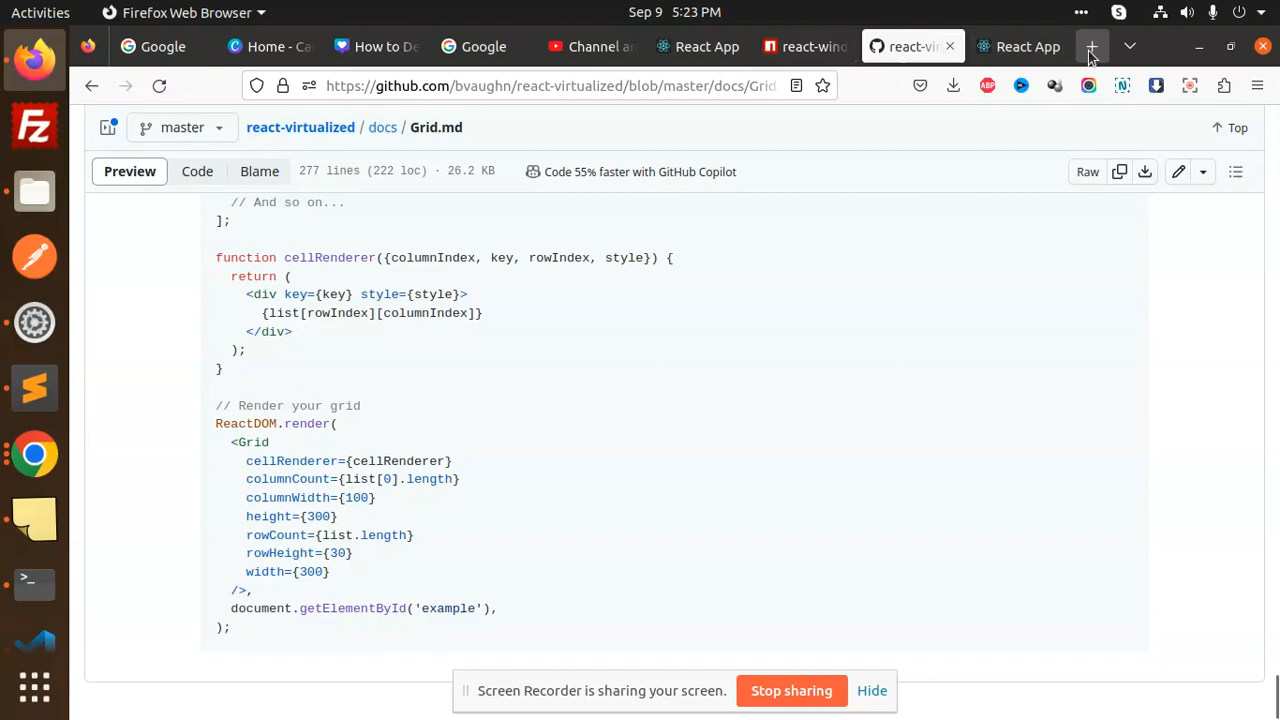 Activities
Firefox Web Browser
Sep 9 5:23 PM
Google
Home - Ca
How to De
Google
Channel ar
React App
react-wind
react-vir
React App
https://github.com/bvaughn/react-virtualized/blob/master/docs/Grid.
master
react-virtualized / docs / Grid.md
Top
Preview
Code
Blame
277 lines (222 loc) · 26.2 KB
Code 55% faster with GitHub Copilot
Raw
// And so on...
];
function cellRenderer({columnIndex, key, rowIndex, style}) {
return (
<div key={key} style={style}>
{list[rowIndex][columnIndex]}
</div>
);
}
// Render your grid
ReactDOM.render(
<Grid
cellRenderer={cellRenderer}
columnCount={list[0].length}
columnWidth={100}
height={300}
rowCount={list.length}
rowHeight={30}
width={300}
/>,
document.getElementById('example'),
);
Screen Recorder is sharing your screen.
Stop sharing
Hide